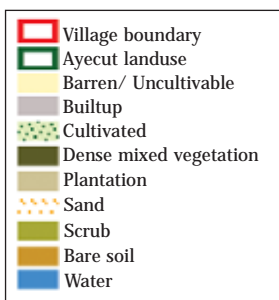 Village boundary
Ayecut landuse
Barren/ Uncultivable
Builtup
Cultivated
Dense mixed vegetation
Plantation
Sand
Scrub
Bare soil
Water